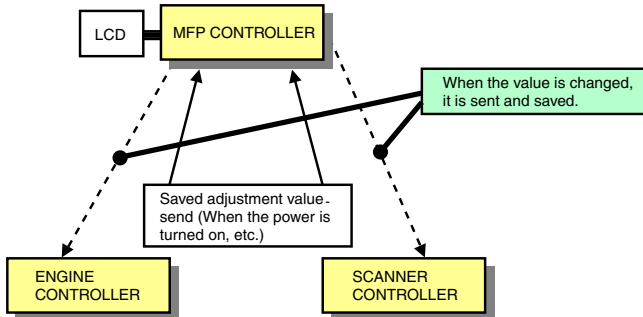 LCD
MFP CONTROLLER
When the value is changed,
it is sent and saved.
Saved adjustment value-
send (When the power is
turned on, etc.)
ENGINE
CONTROLLER
SCANNER
CONTROLLER